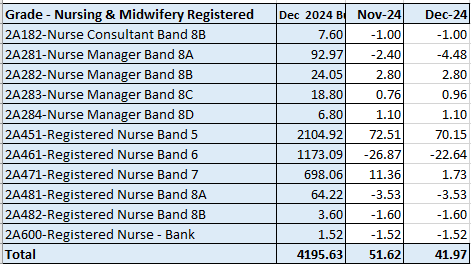 Grade - Nursing & Midwifery Registered Dec 2024 Bu Nov-24 Dec-24
2A182-Nurse Consultant Band 8B 7.60 -1.00 -1.00
2A281-Nurse Manager Band 8A 92.97 -2.40 -4.48
2A282-Nurse Manager Band 8B 24.05 2.80 2.80
2A283-Nurse Manager Band 8C 18.80 0.76 0.96
2A284-Nurse Manager Band 8D 6.80 1.10 1.10
2A451-Registered Nurse Band 5 2104.92 72.51 70.15
2A461-Registered Nurse Band 6 1173.09 -26.87 -22.64
2A471-Registered Nurse Band 7 698.06 11.36 1.73
2A481-Registered Nurse Band 8A 64.22 -3.53 -3.53
2A482-Registered Nurse Band 8B 3.60 -1.60 -1.60
2A600-Registered Nurse - Bank 1.52 -1.52 -1.52
Total 4195.63 51.62 41.97